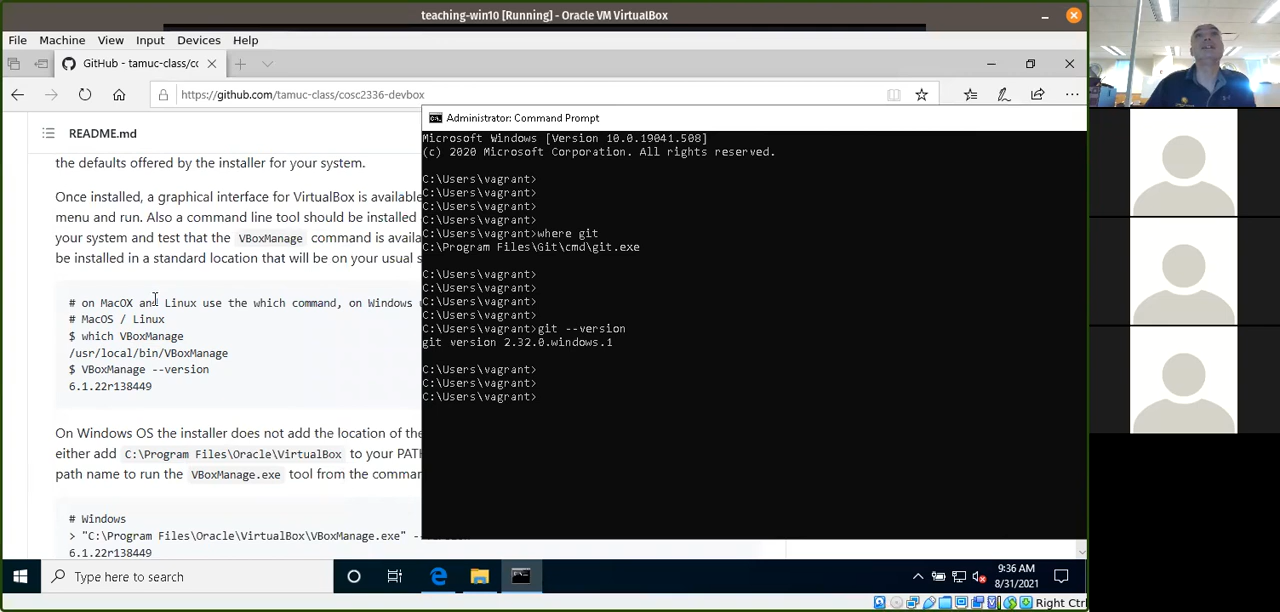 teaching-win10 [Running] - Oracle VM VirtualBox
File Machine View Input Devices Help
GitHub - tamuc-class/cc
https://github.com/tamuc-class/cosc2336-devbox
README.md
the defaults offered by the installer for your system.
Once installed, a graphical interface for VirtualBox is available
menu and run. Also a command line tool should be installed
your system and test that the VBoxManage command is availa
be installed in a standard location that will be on your usual s
# on MacOX and Linux use the which command, on Windows
# MacOS / Linux
$ which VBoxManage
/usr/local/bin/VBoxManage
$ VBoxManage --version
6.1.22r138449
On Windows OS the installer does not add the location of the
either add C:\Program Files\Oracle\VirtualBox to your PATH
path name to run the VBoxManage.exe tool from the comman
# Windows
> "C:\Program Files\Oracle\VirtualBox\VBoxManage.exe" --version
6.1.22r138449
Administrator: Command Prompt
Microsoft Windows [Version 10.0.19041.508]
(c) 2020 Microsoft Corporation. All rights reserved.
C:\Users\vagrant>
C:\Users\vagrant>
C:\Users\vagrant>
C:\Users\vagrant>
C:\Users\vagrant>where git
C:\Program Files\Git\cmd\git.exe
C:\Users\vagrant>
C:\Users\vagrant>
C:\Users\vagrant>
C:\Users\vagrant>
C:\Users\vagrant>git --version
git version 2.32.0.windows.1
C:\Users\vagrant>
C:\Users\vagrant>
C:\Users\vagrant>
Type here to search
9:36 AM
8/31/2021
Right Ctrl